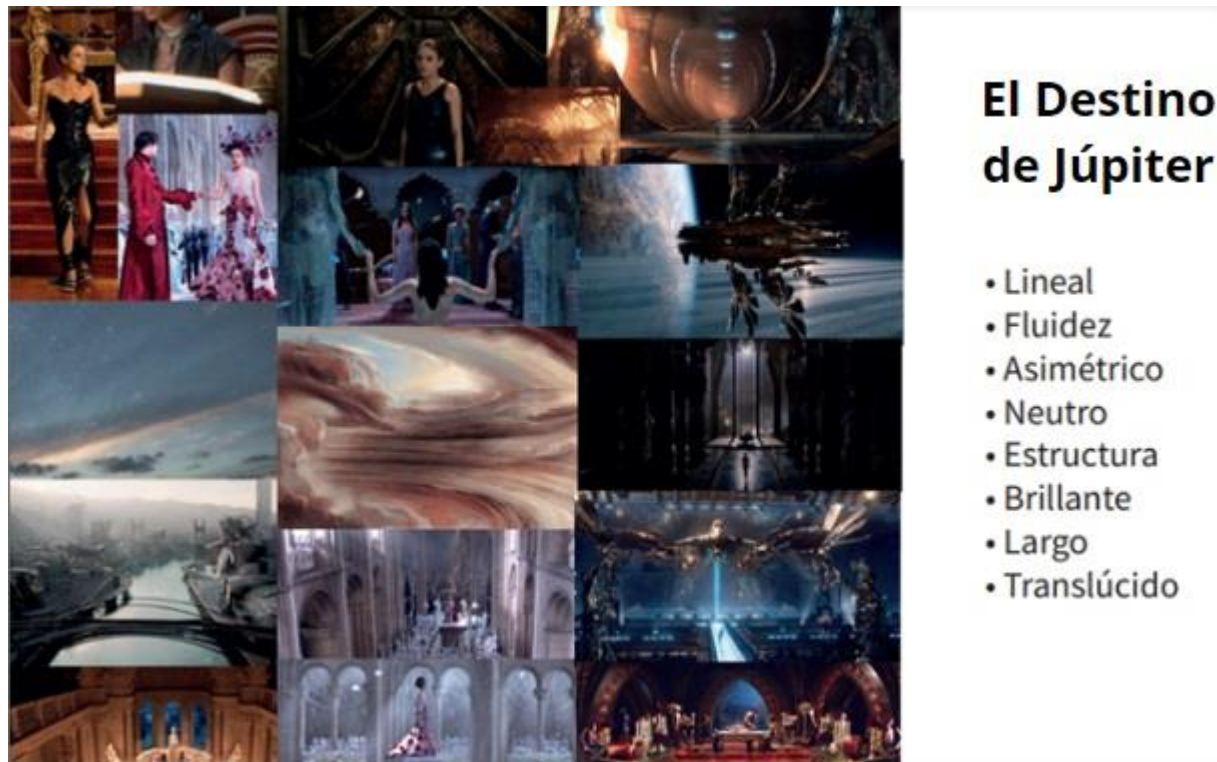 El Destino
de Júpiter
• Lineal
• Fluidez
• Asimétrico
• Neutro
• Estructura
• Brillante
• Largo
• Translúcido